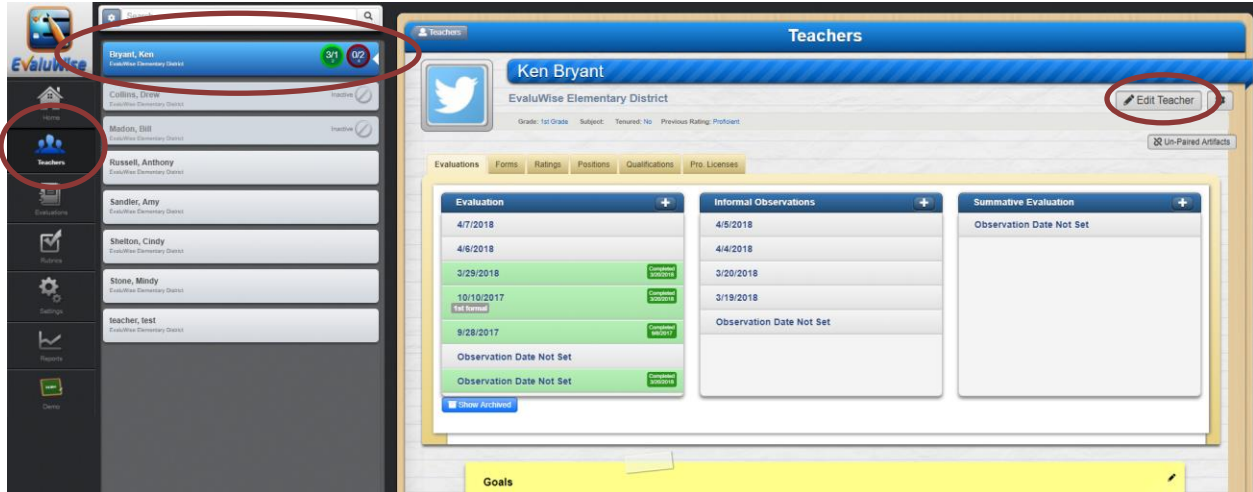 Search
EvaluWise
Home
Teachers
Evaluations
Rubrics
Settings
Reports
Demo
Bryant, Ken
EvaluWise Elementary District
3/1
0/2
Collins, Drew
EvaluWise Elementary District
Inactive
Madon, Bill
EvaluWise Elementary District
Inactive
Russell, Anthony
EvaluWise Elementary District
Sandler, Amy
EvaluWise Elementary District
Shelton, Cindy
EvaluWise Elementary District
Stone, Mindy
EvaluWise Elementary District
teacher, test
EvaluWise Elementary District
Teachers
Teachers
Ken Bryant
EvaluWise Elementary District
Edit Teacher
Grade: 1st Grade Subject: Tenured: No Previous Rating: Proficient
Un-Paired Artifacts
Evaluations Forms Ratings Positions Qualifications Pro. Licenses
Evaluation
4/7/2018
4/6/2018
3/29/2018
Completed
10/10/2017
1st formal
Completed
9/28/2017
Completed
Observation Date Not Set
Observation Date Not Set
Completed
Show Archived
Informal Observations
4/5/2018
4/4/2018
3/20/2018
3/19/2018
Observation Date Not Set
Summative Evaluation
Observation Date Not Set
Goals